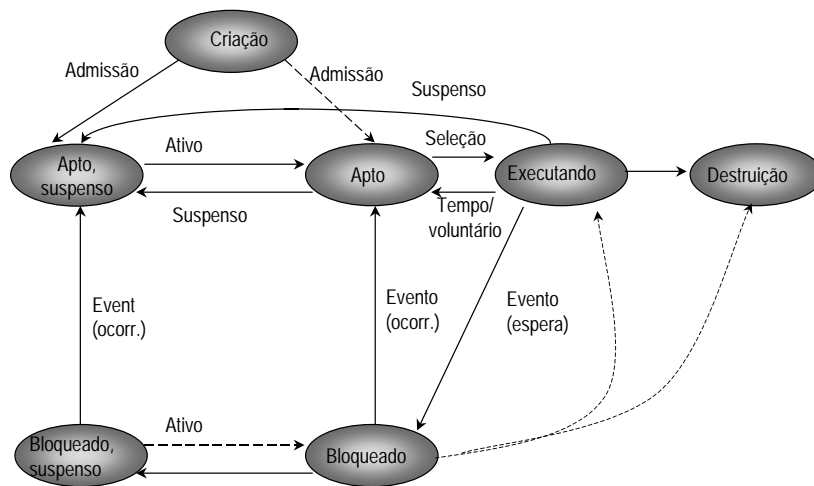 Criação
Admissão
Admissão
Suspenso
Ativo
Seleção
Apto,
suspenso
Apto
Executando
Destruição
Suspenso
Tempo/
voluntário
Event
(ocorr.)
Evento
(ocorr.)
Evento
(espera)
Ativo
Bloqueado,
suspenso
Bloqueado